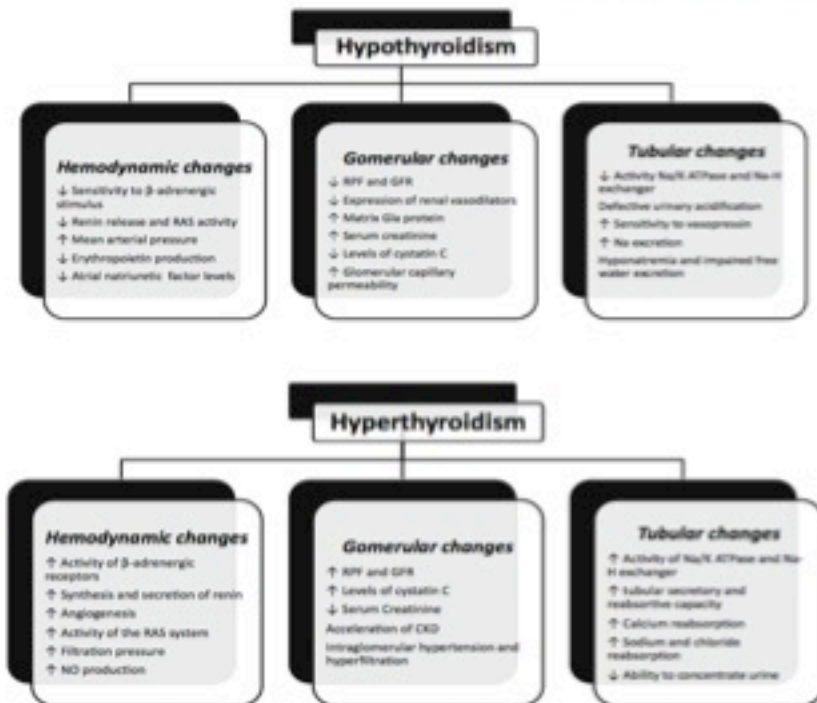 Hypothyroidism
Hemodynamic changes
↓ Sensitivity to β-adrenergic
stimulus
↓ Renin release and RAS activity
↑ Mean arterial pressure
↓ Erythropoietin production
↓ Atrial natriuretic factor levels
Gomerular changes
↓ RPF and GFR
↓ Expression of renal vasodilators
↑ Matrix Gla protein
↑ Serum creatinine
↓ Levels of cystatin C
↑ Glomerular capillary
permeability
Tubular changes
↓ Activity Na/K ATPase and Na-H
exchanger
Defective urinary acidification
↑ Sensitivity to vasopressin
↑ Na excretion
Hyponatremia and impaired free
water excretion
Hyperthyroidism
Hemodynamic changes
↑ Activity of β-adrenergic
receptors
↑ Synthesis and secretion of renin
↑ Angiogenesis
↑ Activity of the RAS system
↑ Filtration pressure
↑ NO production
Gomerular changes
↑ RPF and GFR
↑ Levels of cystatin C
↓ Serum Creatinine
Acceleration of CKD
Intraglomerular hypertension and
hyperfiltration
Tubular changes
↑ Activity of Na/K ATPase and Na-
H exchanger
↑ tubular secretory and
reabsortive capacity
↑ Calcium reabsorption
↑ Sodium and chloride
reabsorption
↓ Ability to concentrate urine